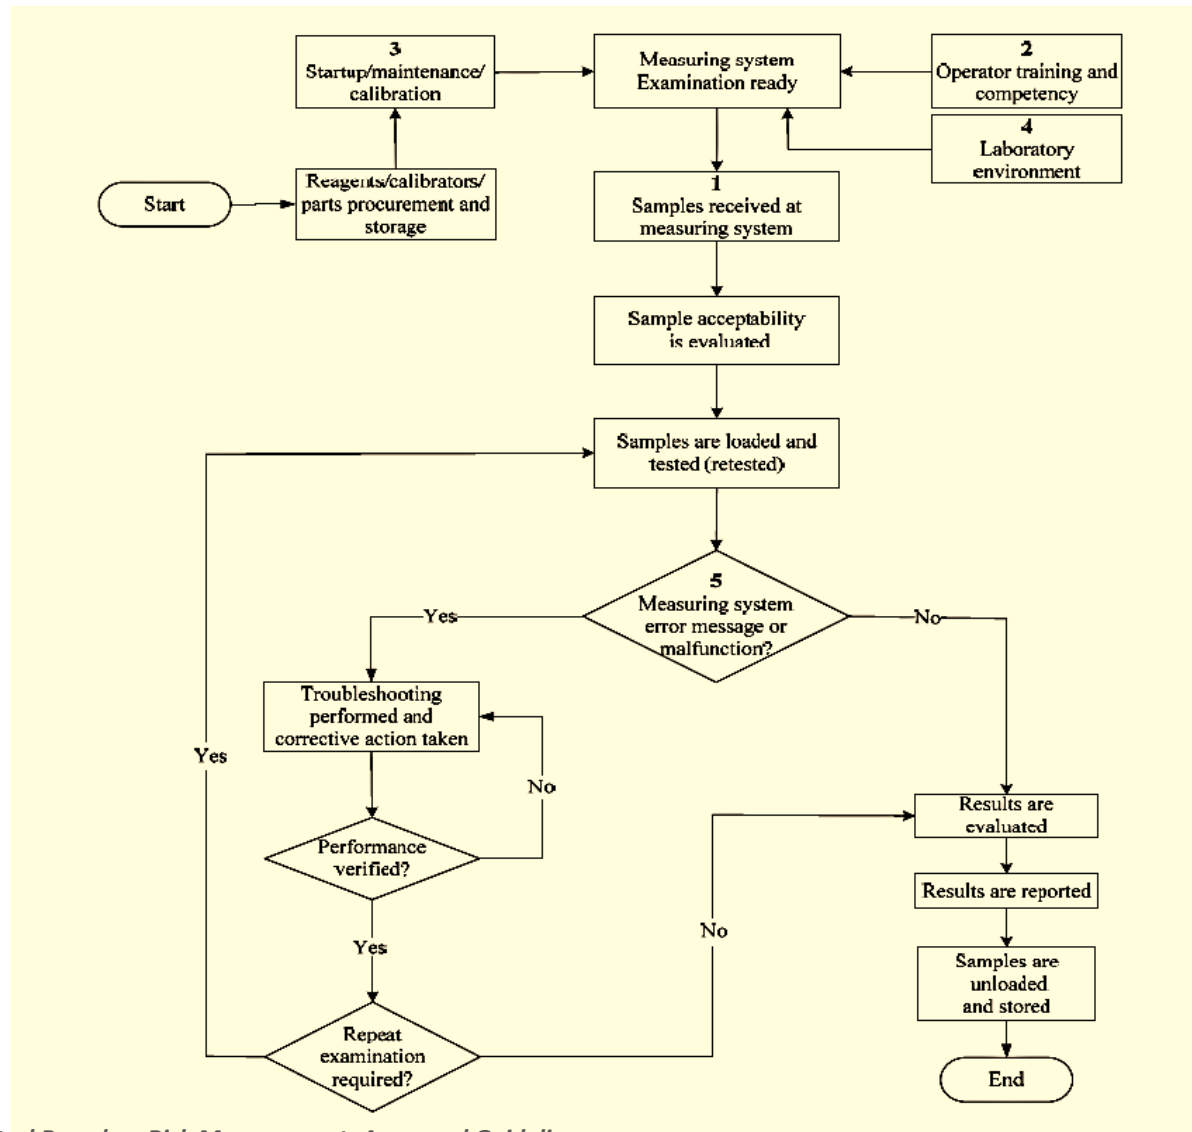 3
Startup/maintenance/
calibration
Measuring system
Examination ready
2
Operator training and
competency
4
Laboratory
environment
Start
Reagents/calibrators/
parts procurement and
storage
1
Samples received at
measuring system
Sample acceptability
is evaluated
Samples are loaded and
tested (retested)
5
Measuring system
error message or
malfunction?
Yes
No
Troubleshooting
performed and
corrective action taken
Yes
No
Performance
verified?
Results are
evaluated
Results are reported
Yes
No
Samples are
unloaded
and stored
Repeat
examination
required?
End